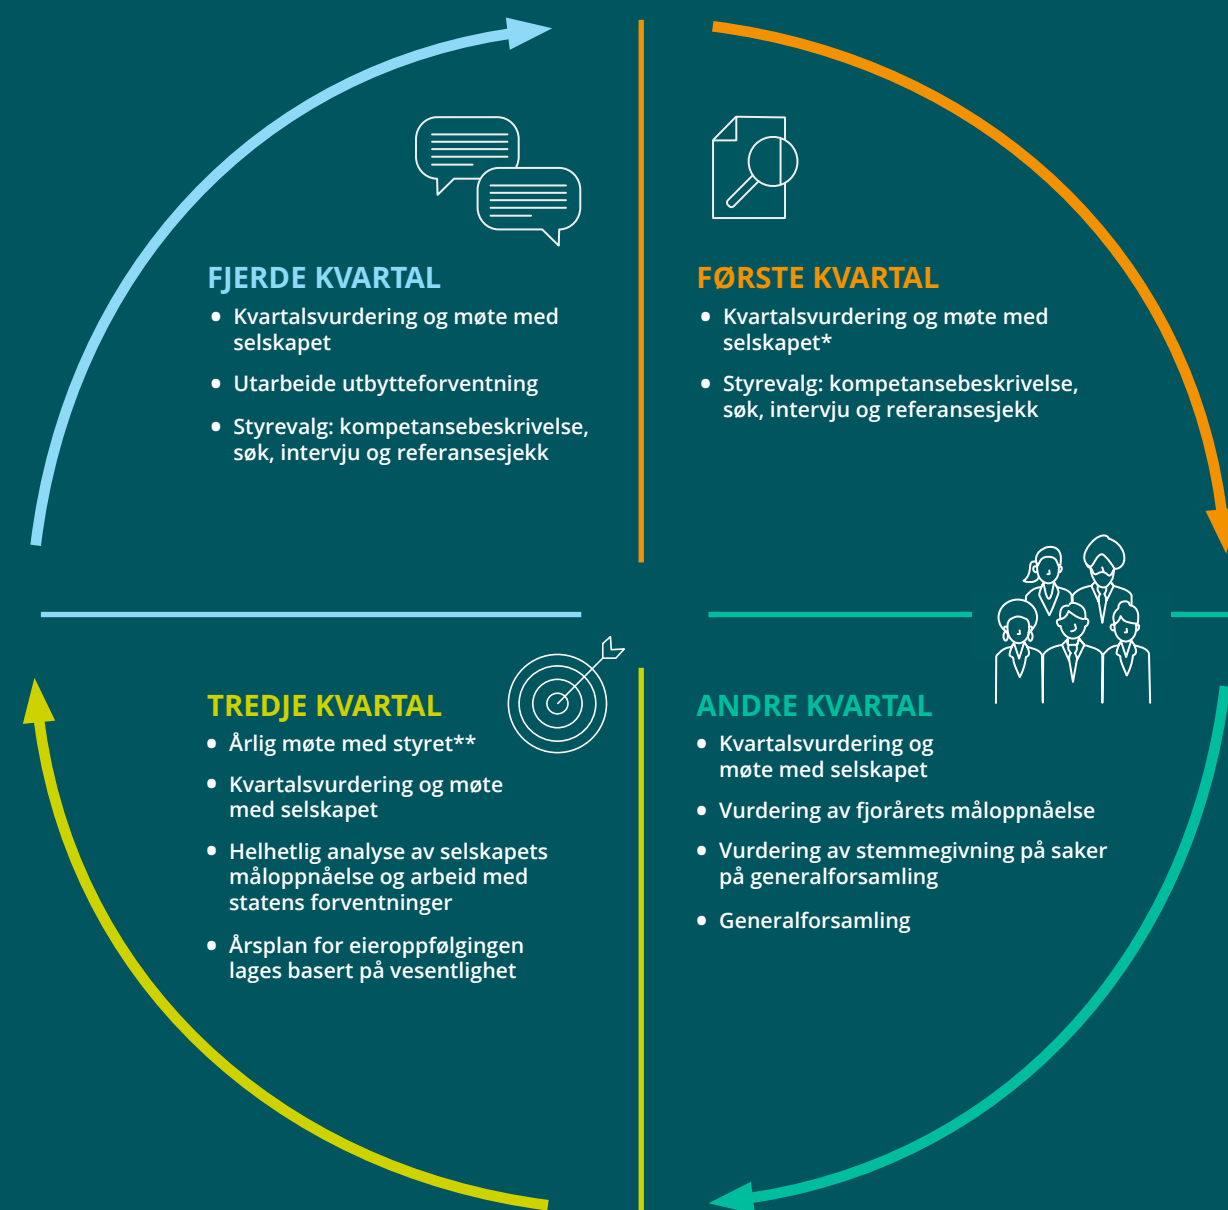 FJERDE KVARTAL
• Kvartalsvurdering og møte med
selskapet
• Utarbeide utbytteforventning
• Styrevalg: kompetansebeskrivelse,
søk, intervju og referansesjekk
FØRSTE KVARTAL
• Kvartalsvurdering og møte med
selskapet*
• Styrevalg: kompetansebeskrivelse,
søk, intervju og referansesjekk
TREDJE KVARTAL
• Årlig møte med styret**
• Kvartalsvurdering og møte
med selskapet
• Helhetlig analyse av selskapets
måloppnåelse og arbeid med
statens forventninger
• Årsplan for eieroppfølgingen
lages basert på vesentlighet
ANDRE KVARTAL
• Kvartalsvurdering og
møte med selskapet
• Vurdering av fjorårets måloppnåelse
• Vurdering av stemmegivning på saker
på generalforsamling
• Generalforsamling